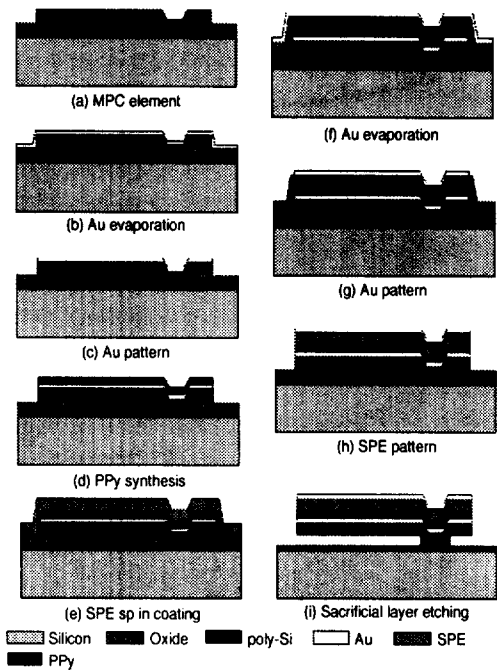 (a) MPC element
(b) Au evaporation
(c) Au pattern
(d) PPy synthesis
(e) SPE sp in coating
(f) Au evaporation
(g) Au pattern
(h) SPE pattern
(i) Sacrificial layer etching
Silicon Oxide poly-Si Au SPE
PPy